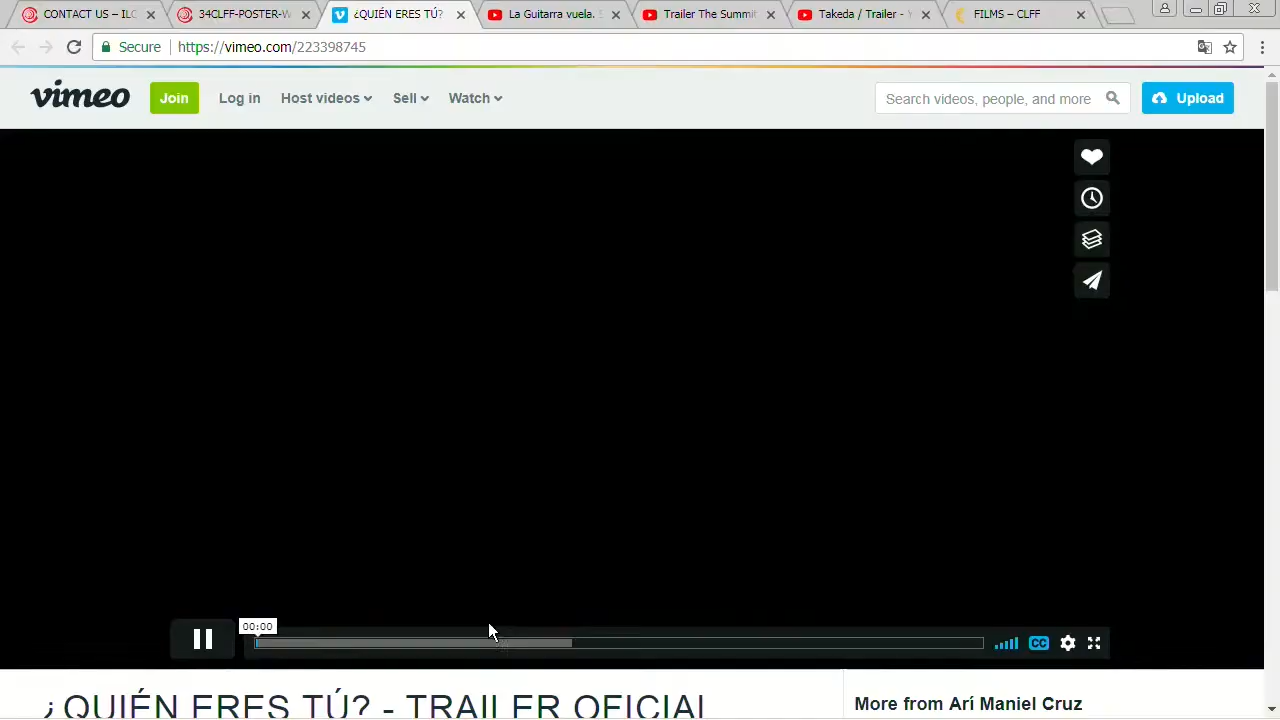 CONTACT US – ILC
34CLFF-POSTER-W
¿QUIÉN ERES TÚ?
La Guitarra vuela. S
Trailer The Summit
Takeda / Trailer - Y
FILMS – CLFF
Secure
https://vimeo.com/223398745
vimeo
Join
Log in
Host videos
Sell
Watch
Search videos, people, and more
Upload
00:00
CC
¿QUIÉN ERES TÚ? - TRAILER OFICIAL
More from Arí Maniel Cruz